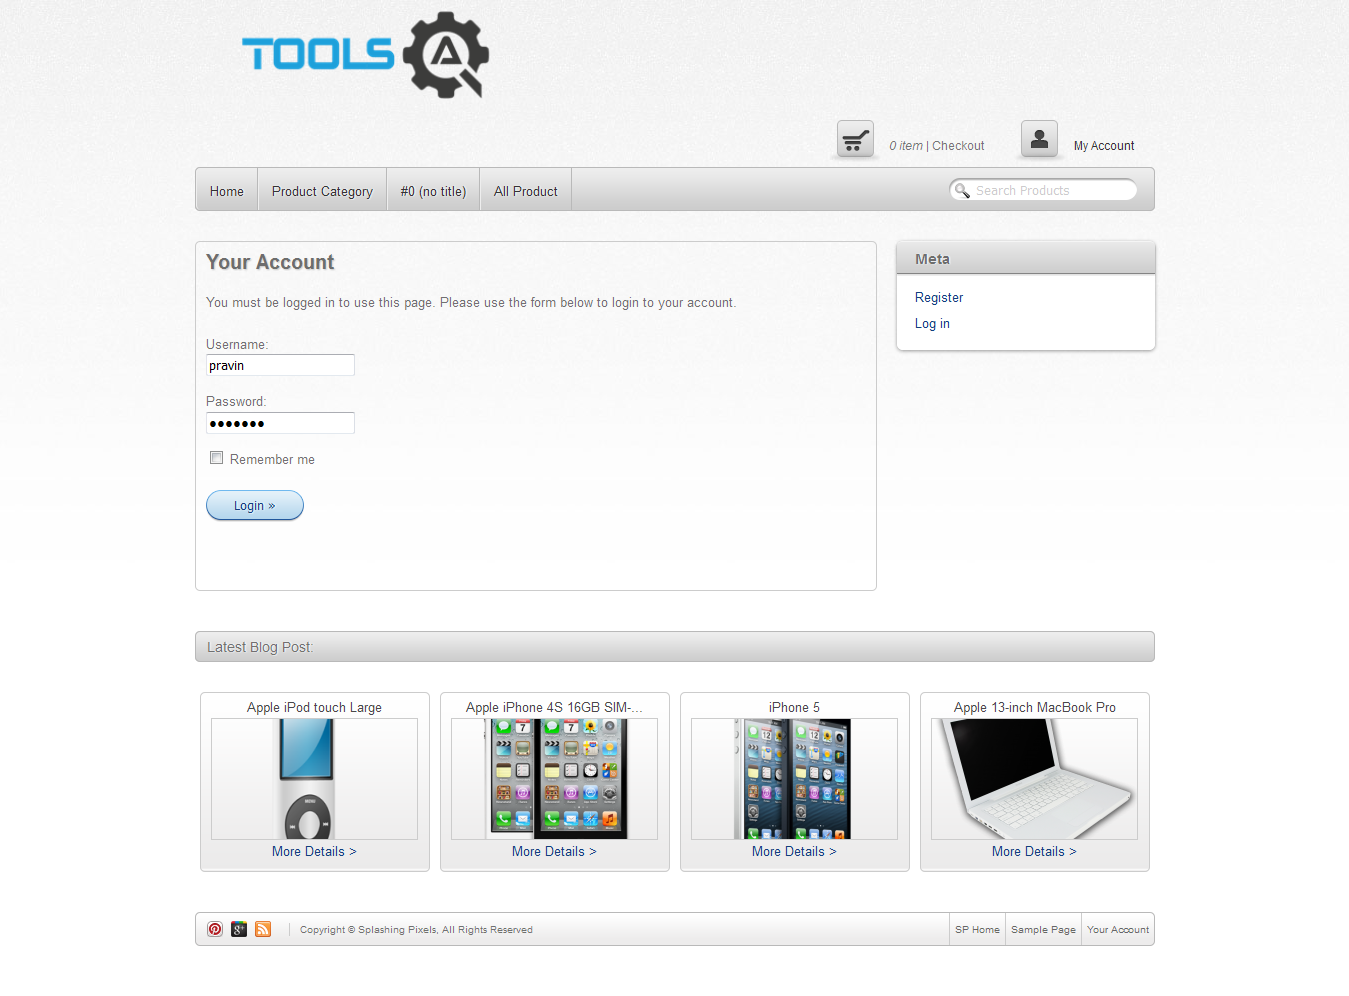 TOOLS QA
0 item | Checkout
My Account
Home
Product Category
#0 (no title)
All Product
Search Products
Your Account
You must be logged in to use this page. Please use the form below to login to your account.
Username:
pravin
Password:
•••••••
Remember me
Login »
Meta
Register
Log in
Latest Blog Post:
Apple iPod touch Large
Apple iPhone 4S 16GB SIM-...
iPhone 5
Apple 13-inch MacBook Pro
MENU
More Details >
More Details >
More Details >
More Details >
Copyright © Splashing Pixels, All Rights Reserved
SP Home
Sample Page
Your Account